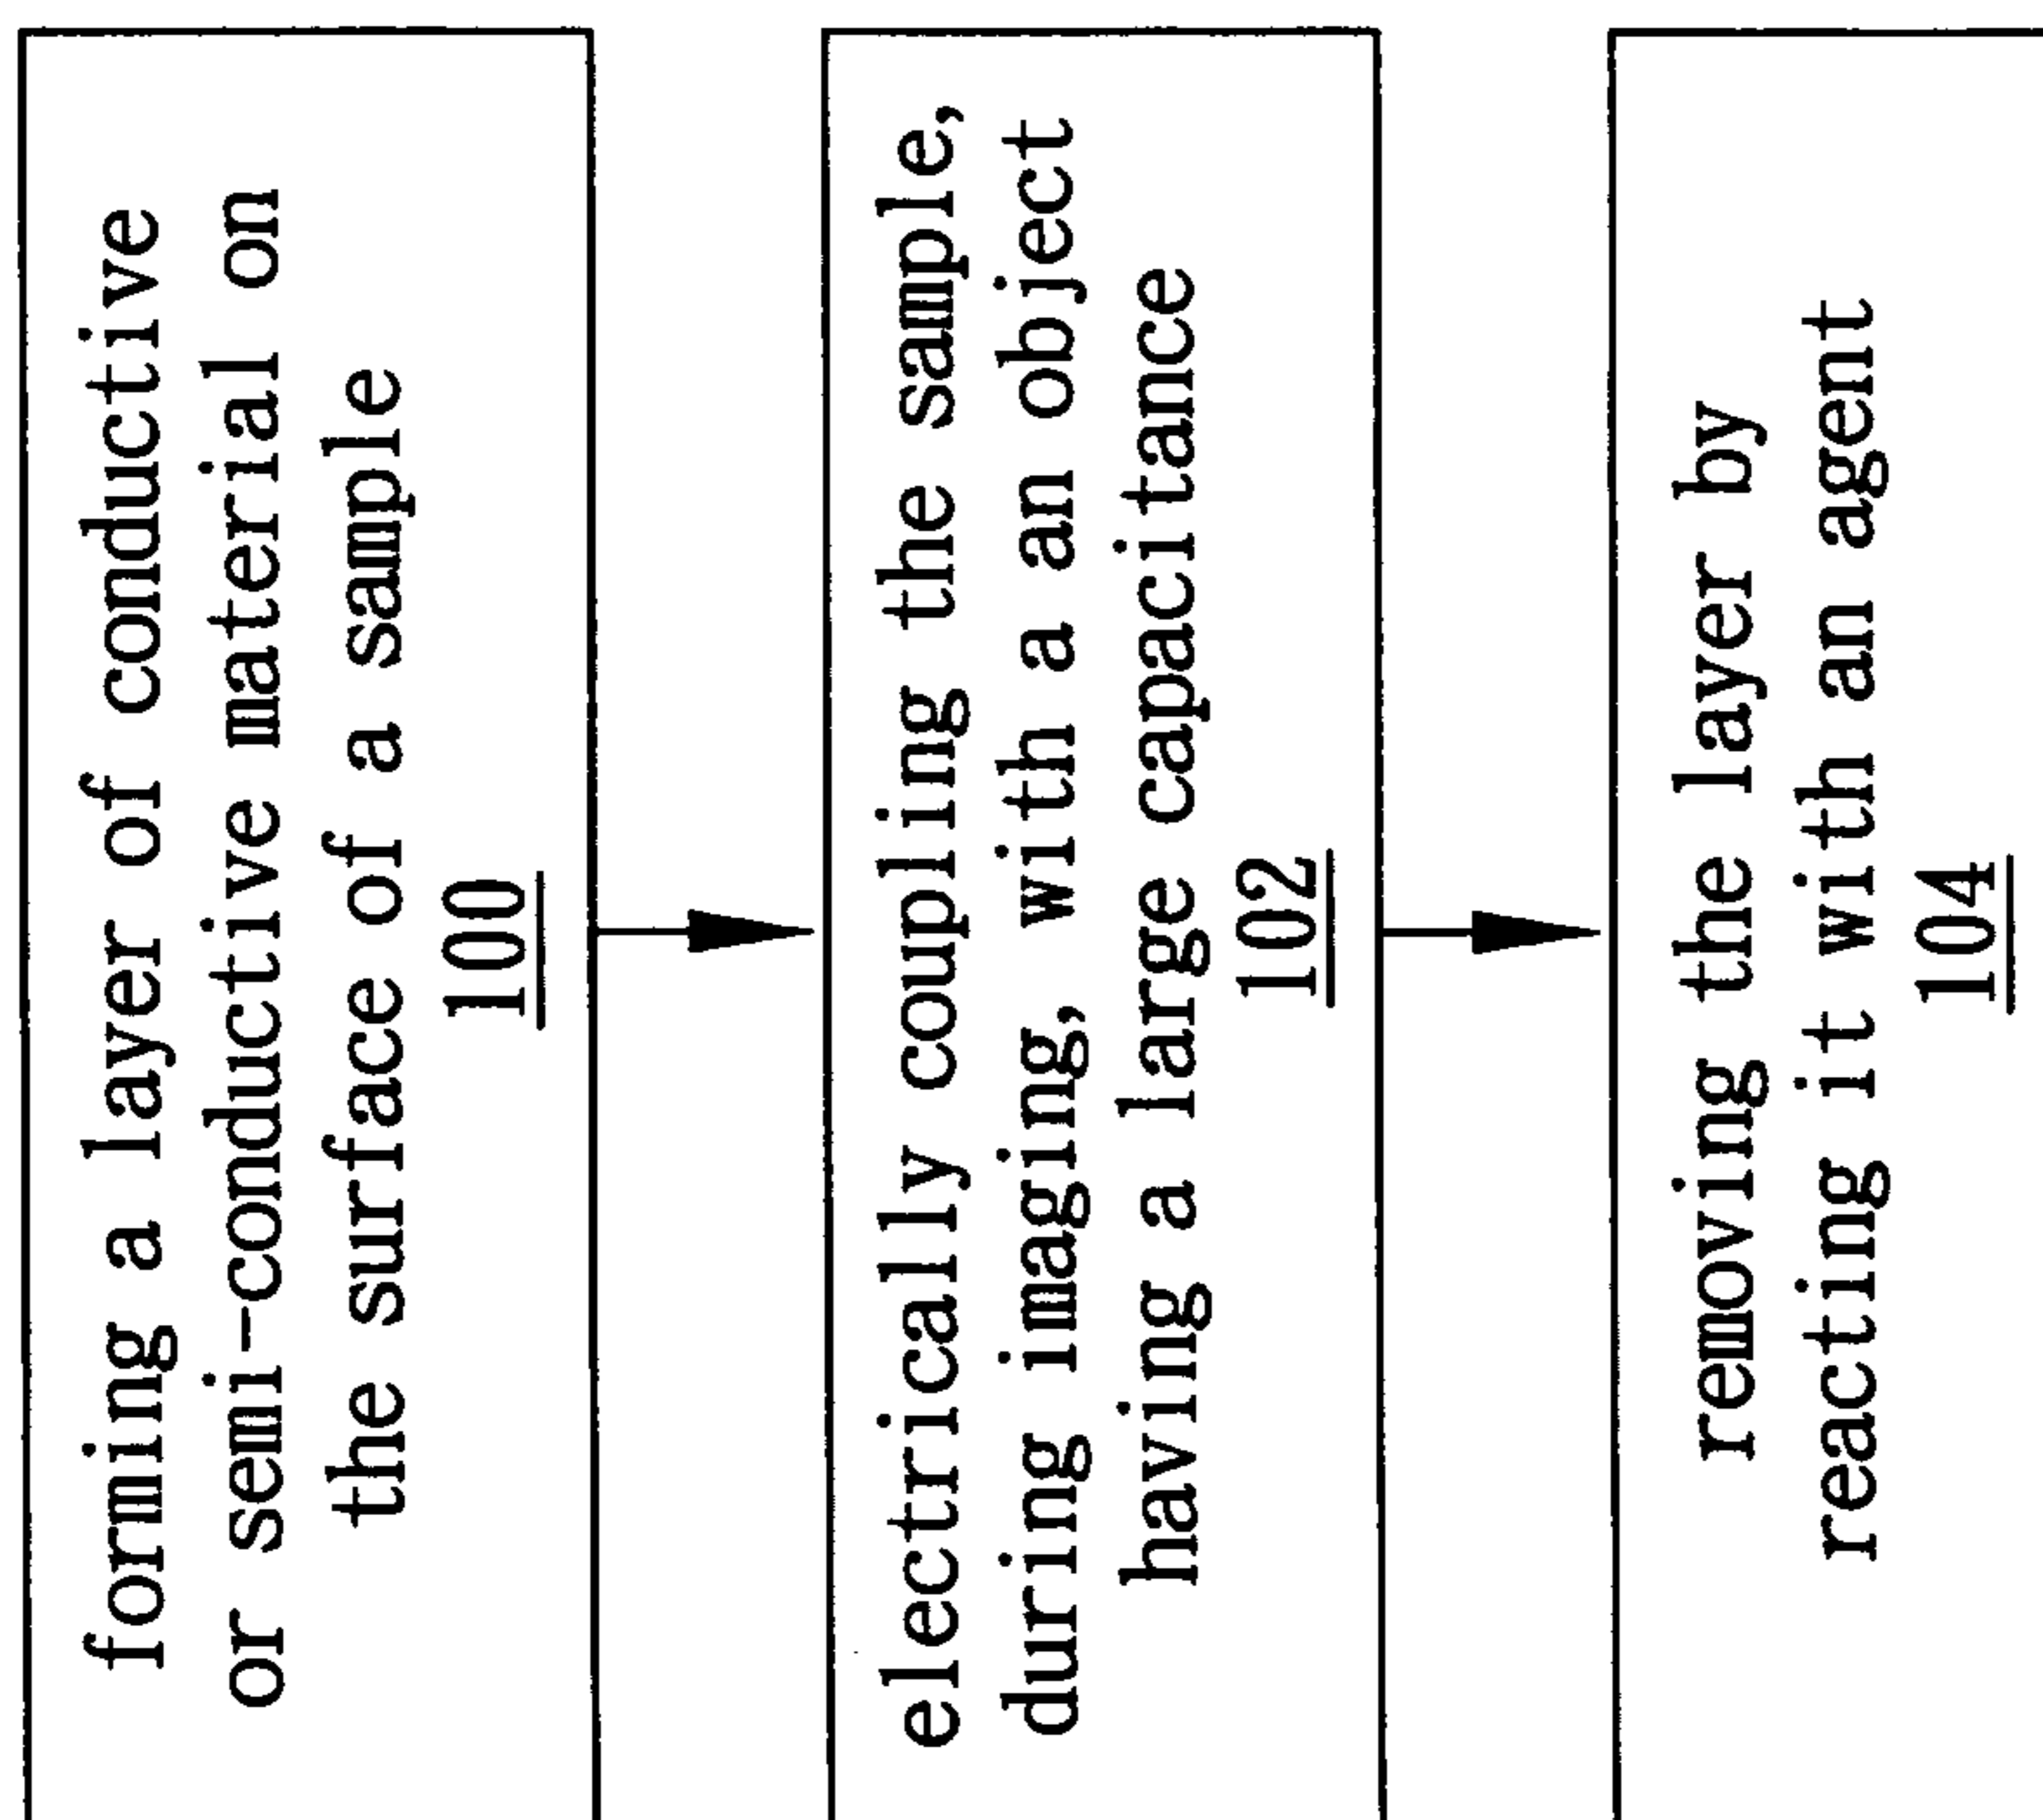 forming a layer of conductive
or semi-conductive material on
the surface of a sample
100
electrically coupling the sample,
during imaging, with a an object
having a large capacitance
102
removing the layer by
reacting it with an agent
104